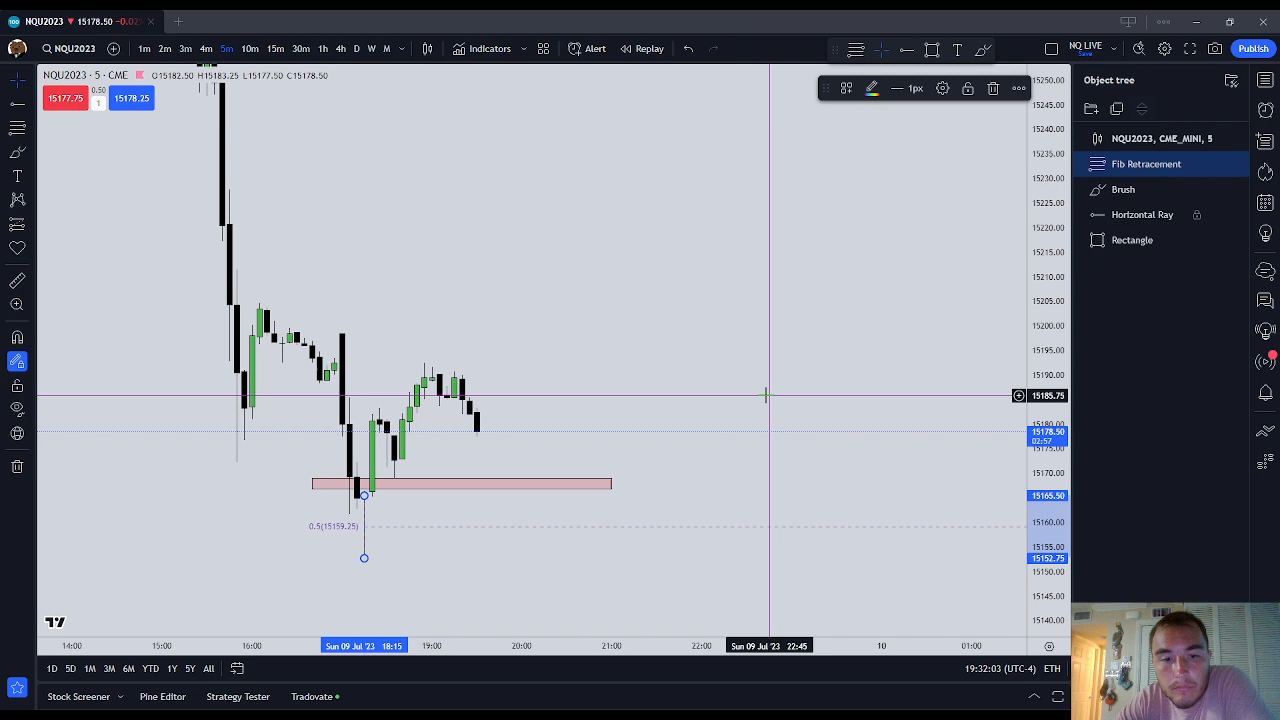 NQU2023 ▼ 15178.50 -0.02
NQU2023 1m 2m 3m 4m 5m 10m 15m 30m 1h 4h D W M Indicators Alert Replay NQ LIVE Save Publish
NQU2023 · 5 · CME O15182.50 H15183.25 L15177.50 C15178.50
15177.75 0.50 1 15178.25
1px
Object tree
NQU2023, CME_MINI, 5
Fib Retracement
Brush
Horizontal Ray
Rectangle
15250.00
15245.00
15240.00
15235.00
15230.00
15225.00
15220.00
15215.00
15210.00
15205.00
15200.00
15195.00
15190.00
15185.75
15180.00
15178.50
02:57
15175.00
15170.00
15165.50
0.5(15159.25)
15160.00
15155.00
15152.75
15150.00
15145.00
15140.00
14:00 15:00 16:00 Sun 09 Jul '23 18:15 19:00 20:00 21:00 22:00 Sun 09 Jul '23 22:45 10 01:00
1D 5D 1M 3M 6M YTD 1Y 5Y All 19:32:03 (UTC-4) ETH
Stock Screener Pine Editor Strategy Tester Tradovate